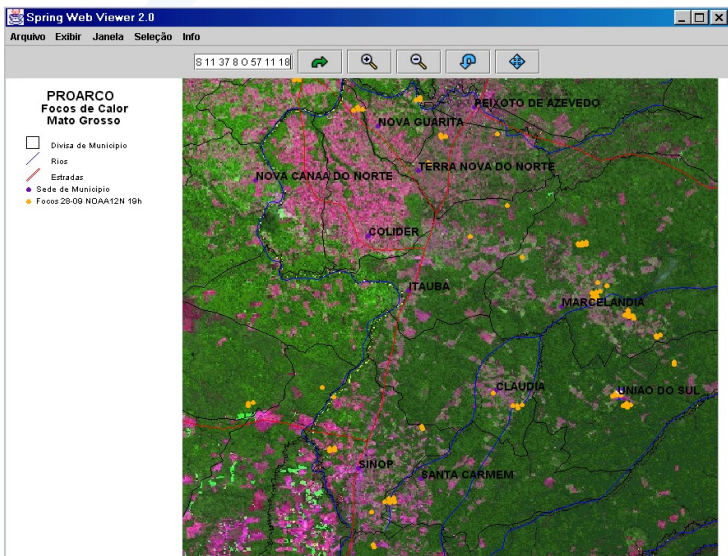 Spring Web Viewer 2.0
Arquivo Exibir Janela Seleção Info
S 11 37 8 O 57 11 18
PROARCO
Focos de Calor
Mato Grosso
Divisa de Municipio
Rios
Estradas
Sede de Municipio
Focos 28-09 NOAA12N 19h
PEIXOTO DE AZEVEDO
NOVA GUARITA
TERRA NOVA DO NORTE
NOVA CANAA DO NORTE
COLIDER
ITAUBA
MARCELANDIA
CLAUDIA
UNIAO DO SUL
SINOP
SANTA CARMEM